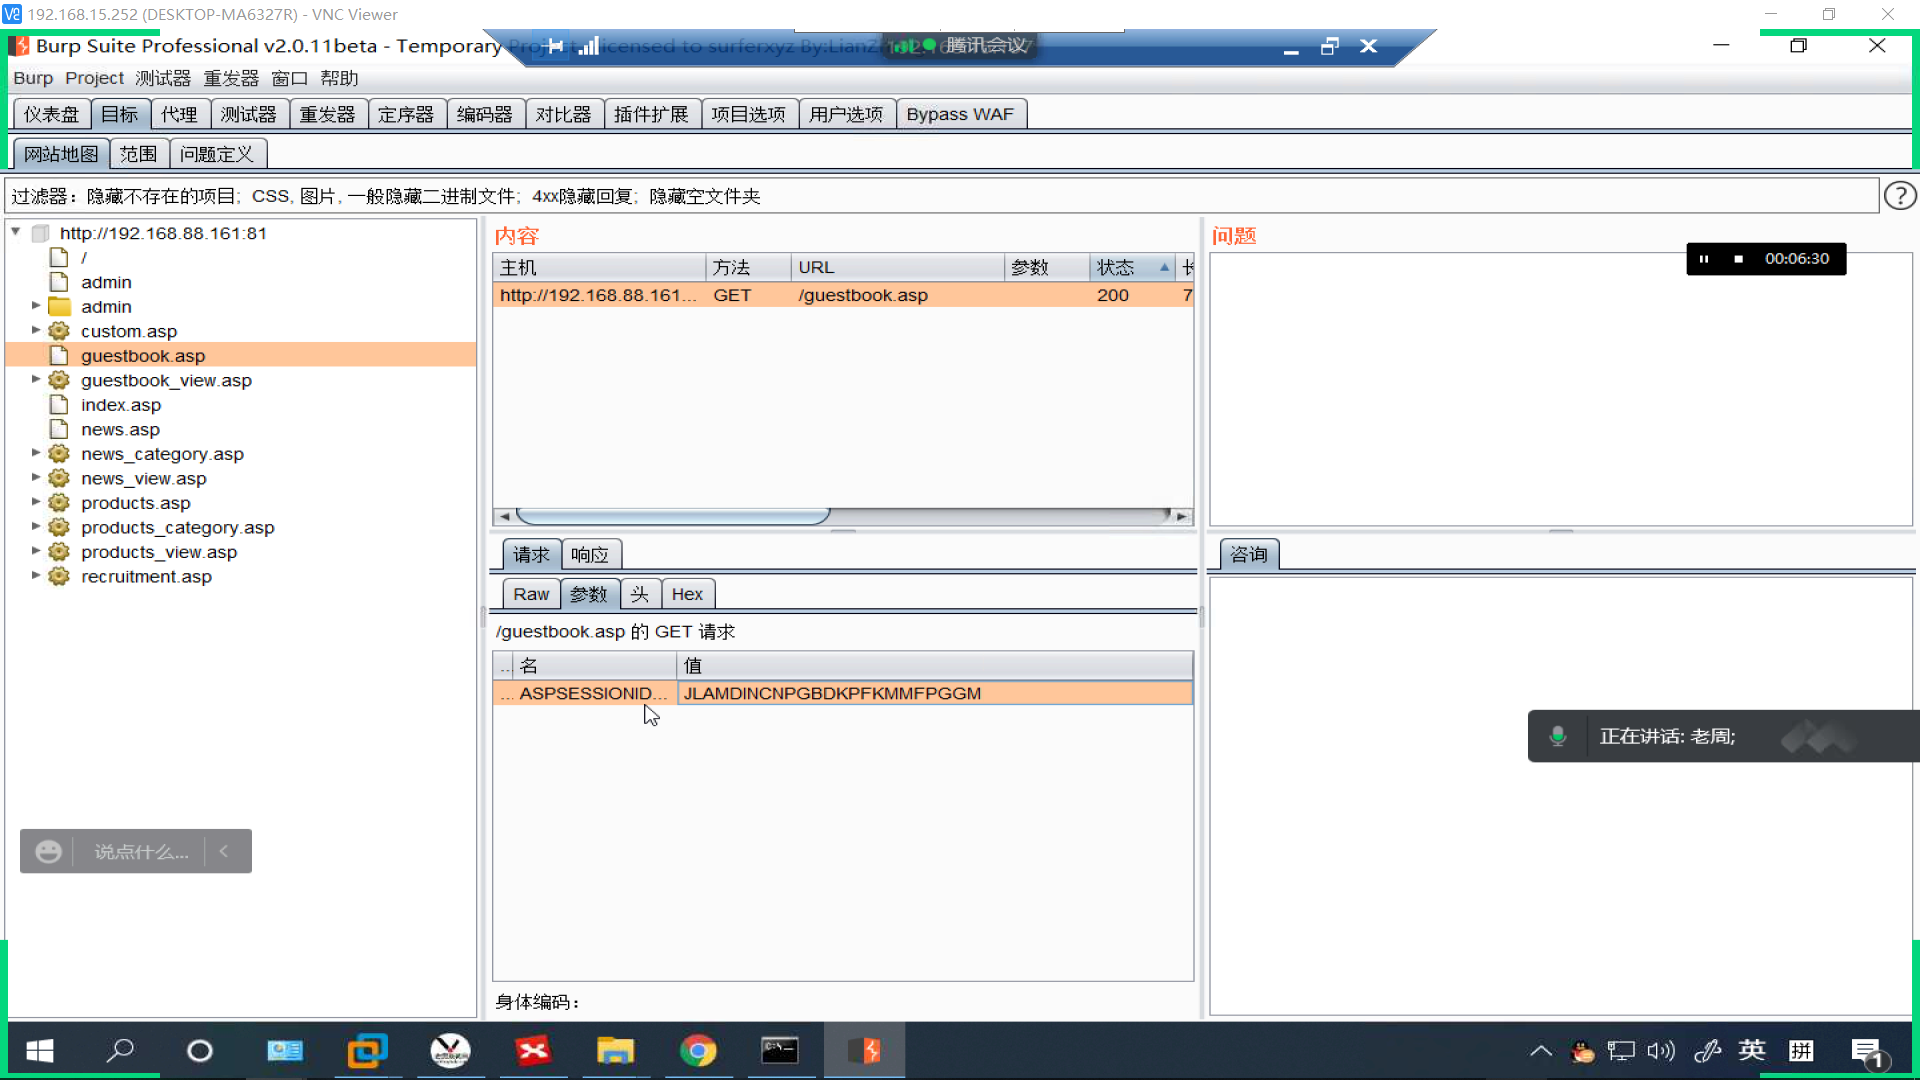 192.168.15.252 (DESKTOP-MA6327R) - VNC Viewer
Burp Suite Professional v2.0.11beta - Temporary Project - licensed to surferxyz By:LianZ
腾讯会议
Burp Project 测试器 重发器 窗口 帮助
仪表盘 目标 代理 测试器 重发器 定序器 编码器 对比器 插件扩展 项目选项 用户选项 Bypass WAF
网站地图 范围 问题定义
过滤器：隐藏不存在的项目；CSS, 图片, 一般隐藏二进制文件；4xx隐藏回复；隐藏空文件夹
?
http://192.168.88.161:81
/
admin
admin
custom.asp
guestbook.asp
guestbook_view.asp
index.asp
news.asp
news_category.asp
news_view.asp
products.asp
products_category.asp
products_view.asp
recruitment.asp
内容
主机 方法 URL 参数 状态
http://192.168.88.161... GET /guestbook.asp 200 7
问题
00:06:30
请求 响应
Raw 参数 头 Hex
/guestbook.asp 的 GET 请求
... 名 值
... ASPSESSIONID... JLAMDINCNPGBDKPFKMMFPGGM
身体编码：
咨询
正在讲话: 老周;
说点什么...
英 拼 1